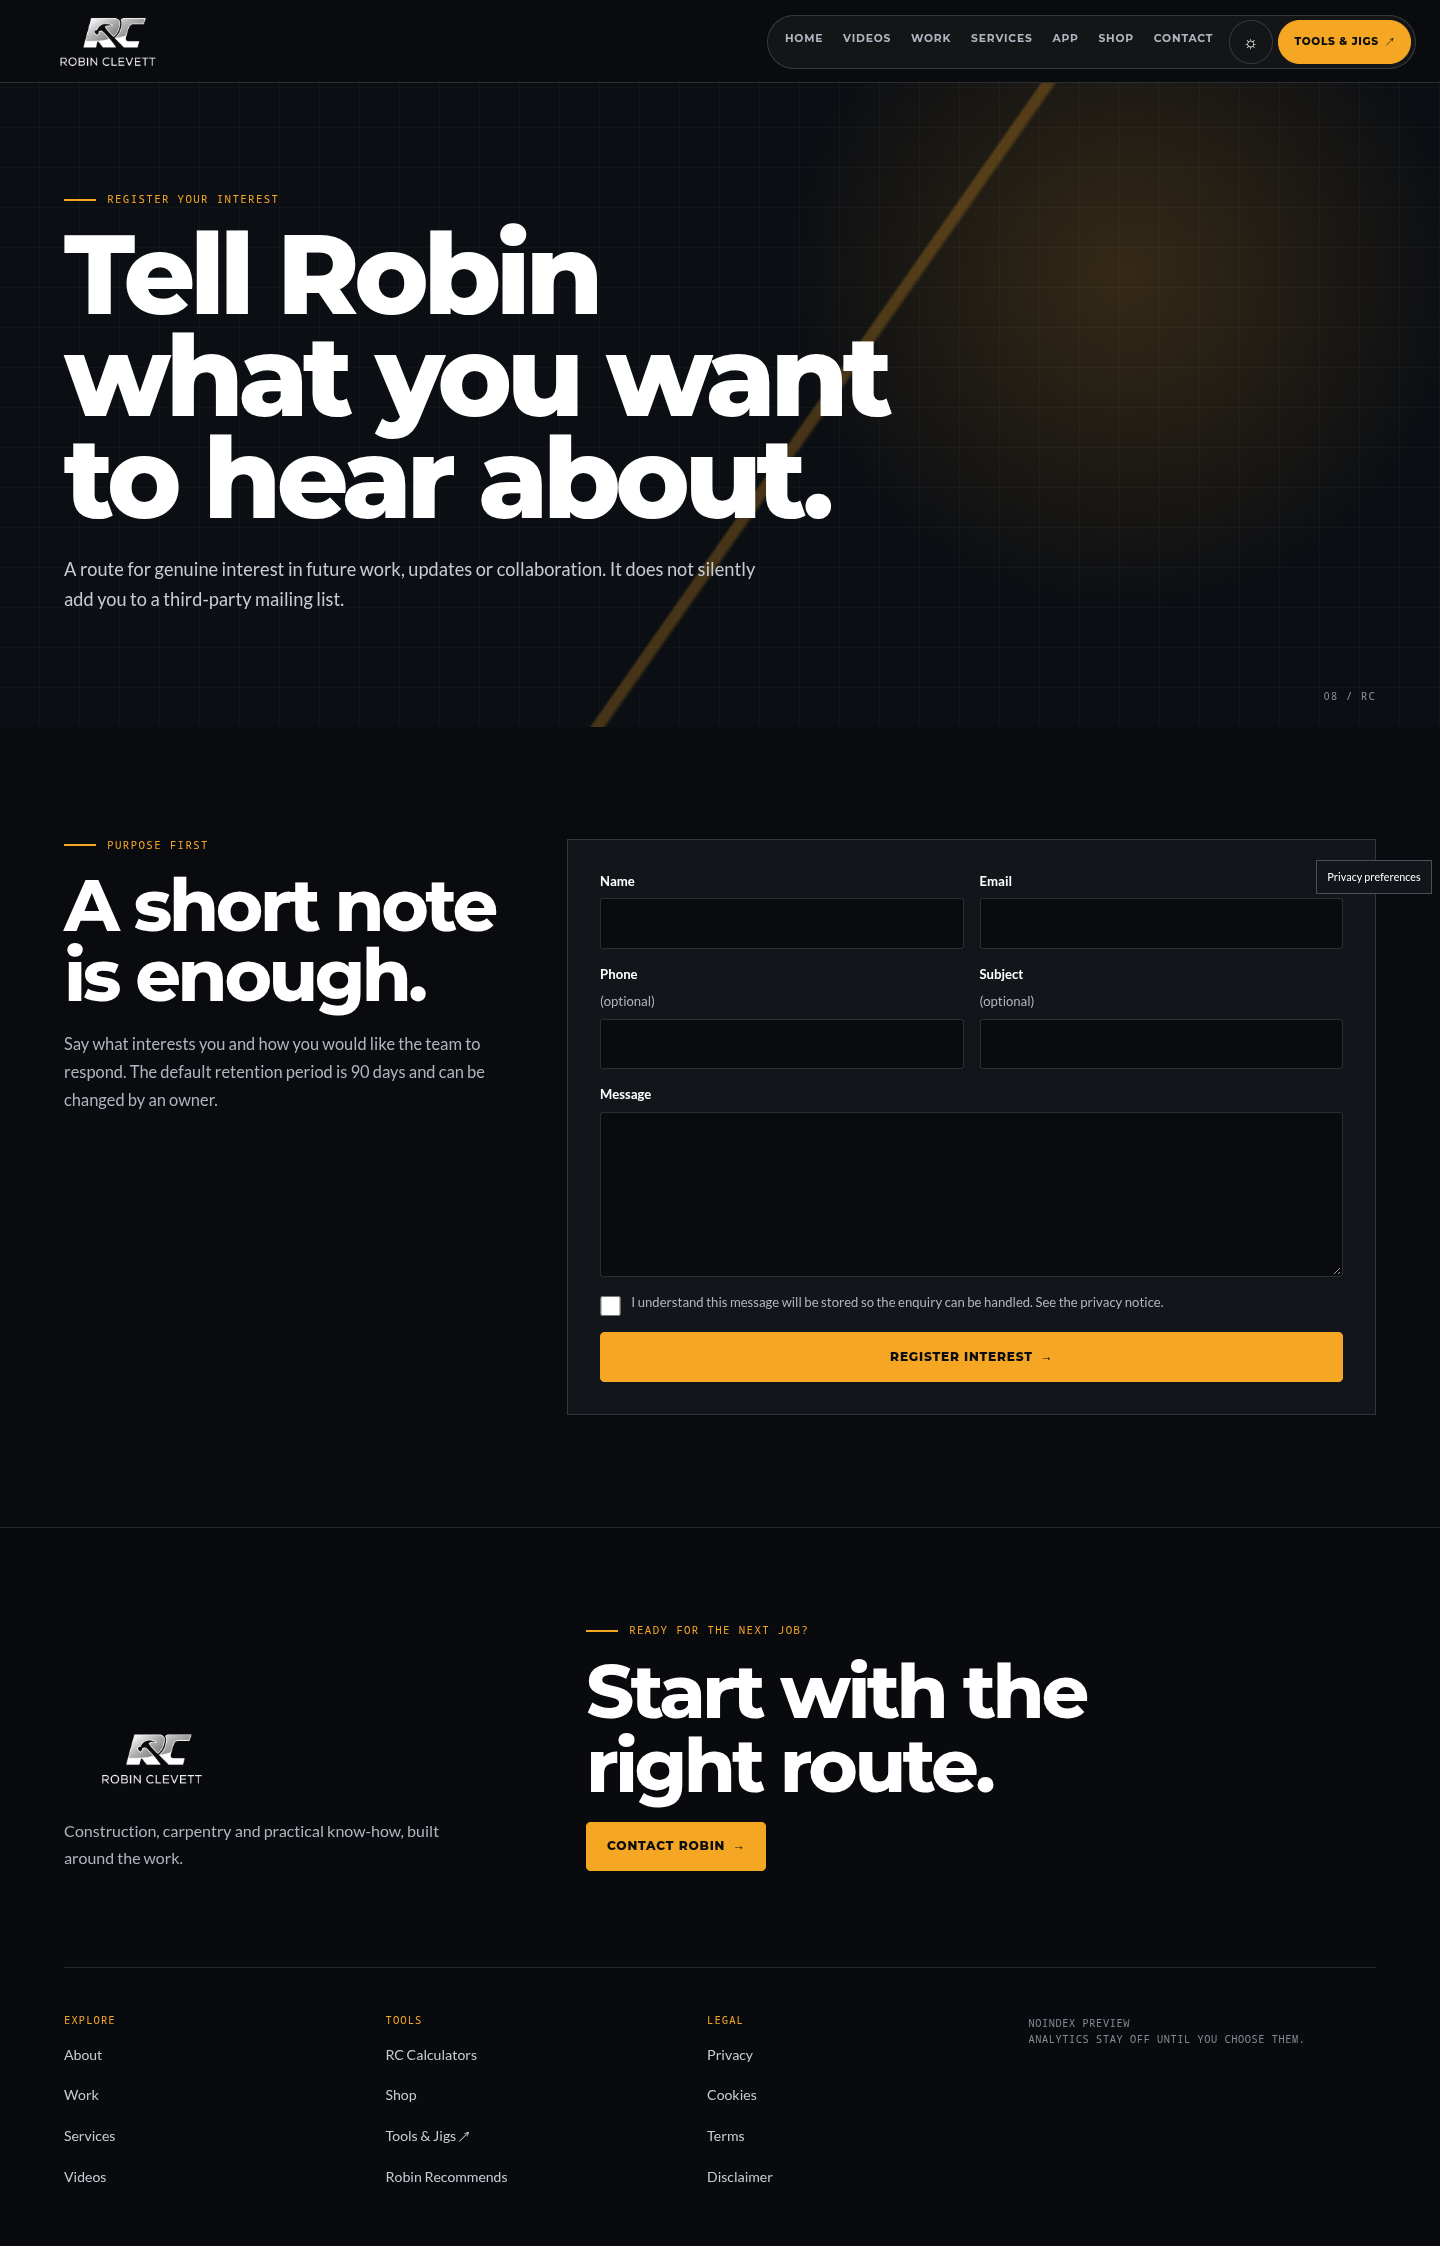 RC
ROBIN CLEVETT
HOME VIDEOS WORK SERVICES APP SHOP CONTACT ☼ TOOLS & JIGS ↗
REGISTER YOUR INTEREST
Tell Robin
what you want
to hear about.
A route for genuine interest in future work, updates or collaboration. It does not silently
add you to a third-party mailing list.
08 / RC
PURPOSE FIRST
A short note
is enough.
Say what interests you and how you would like the team to
respond. The default retention period is 90 days and can be
changed by an owner.
Privacy preferences
Name Email
Phone Subject
(optional) (optional)
Message
I understand this message will be stored so the enquiry can be handled. See the privacy notice.
REGISTER INTEREST →
RC
ROBIN CLEVETT
Construction, carpentry and practical know-how, built
around the work.
READY FOR THE NEXT JOB?
Start with the
right route.
CONTACT ROBIN →
EXPLORE
About
Work
Services
Videos
TOOLS
RC Calculators
Shop
Tools & Jigs ↗
Robin Recommends
LEGAL
Privacy
Cookies
Terms
Disclaimer
NOINDEX PREVIEW
ANALYTICS STAY OFF UNTIL YOU CHOOSE THEM.